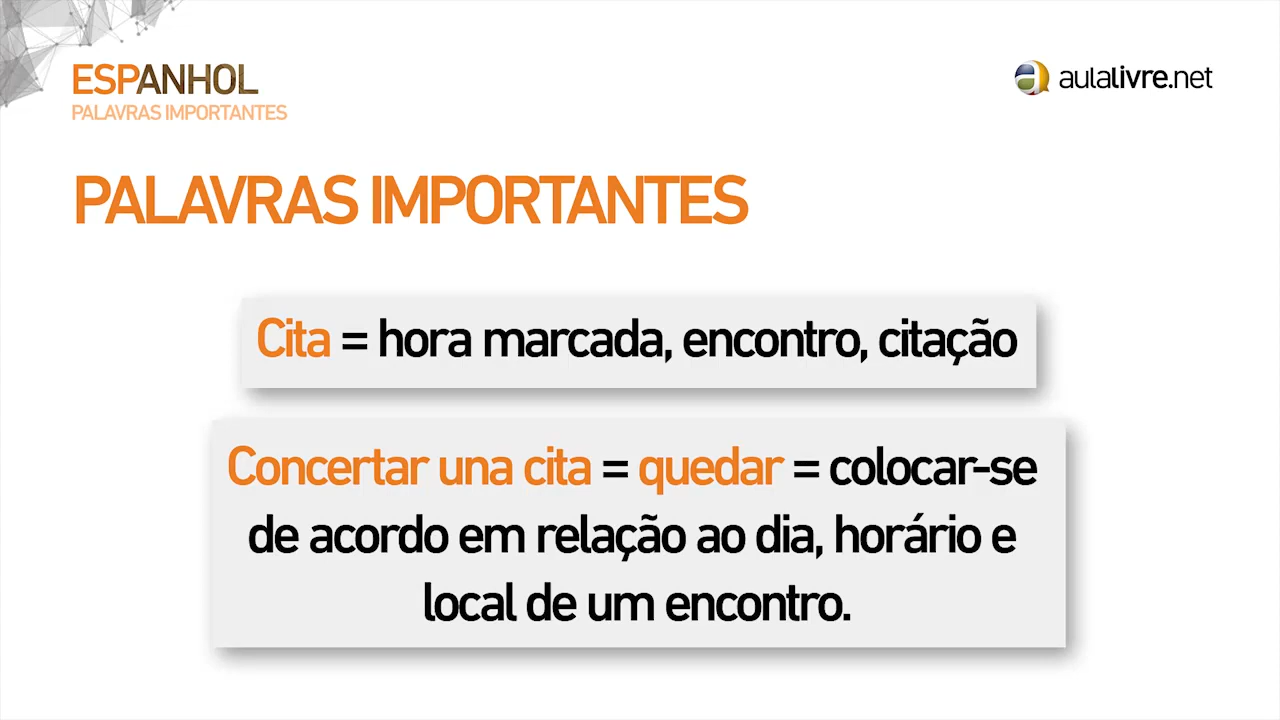 ESPANHOL
PALAVRAS IMPORTANTES
aulalivre.net
PALAVRAS IMPORTANTES
Cita = hora marcada, encontro, citação
Concertar una cita = quedar = colocar-se
de acordo em relação ao dia, horário e
local de um encontro.